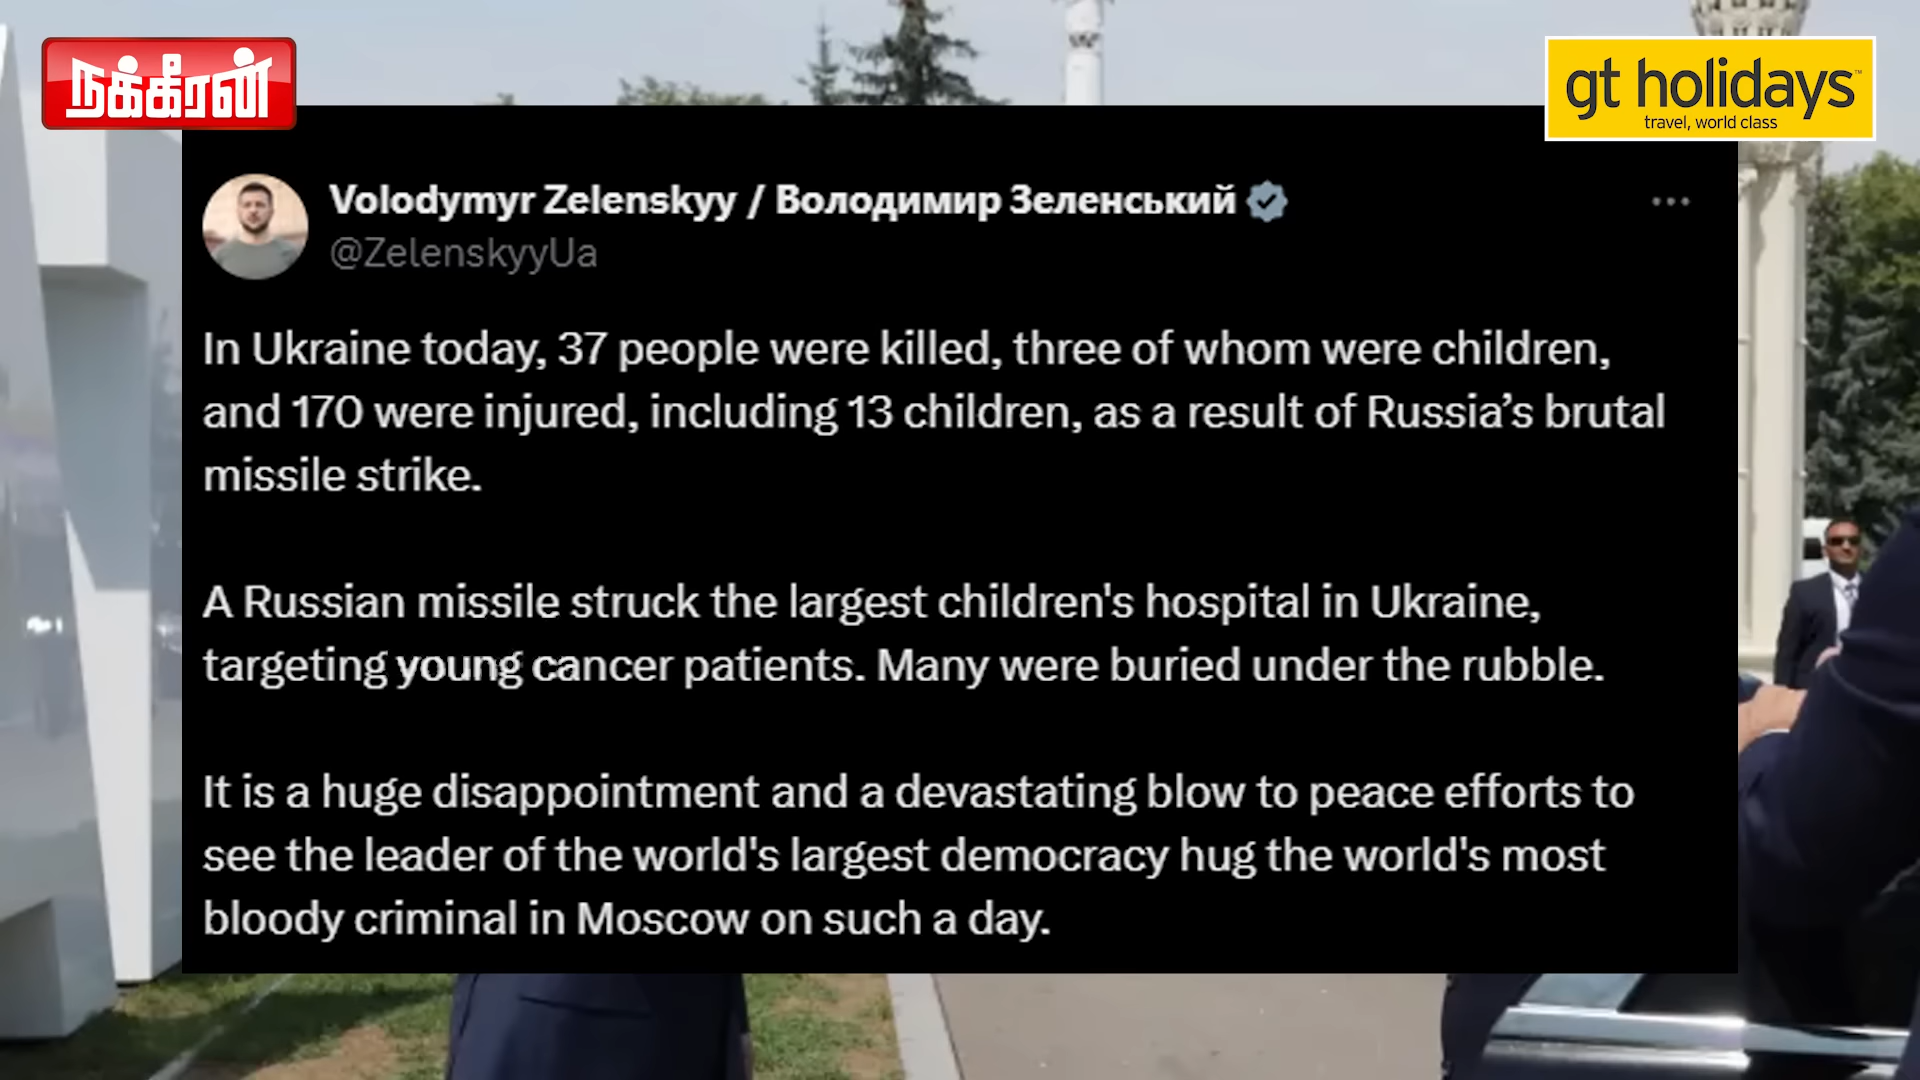 நக்கீரன்
gt holidays™
travel, world class
Volodymyr Zelenskyy / Володимир Зеленський
@ZelenskyyUa
In Ukraine today, 37 people were killed, three of whom were children,
and 170 were injured, including 13 children, as a result of Russia’s brutal
missile strike.
A Russian missile struck the largest children's hospital in Ukraine,
targeting young cancer patients. Many were buried under the rubble.
It is a huge disappointment and a devastating blow to peace efforts to
see the leader of the world's largest democracy hug the world's most
bloody criminal in Moscow on such a day.